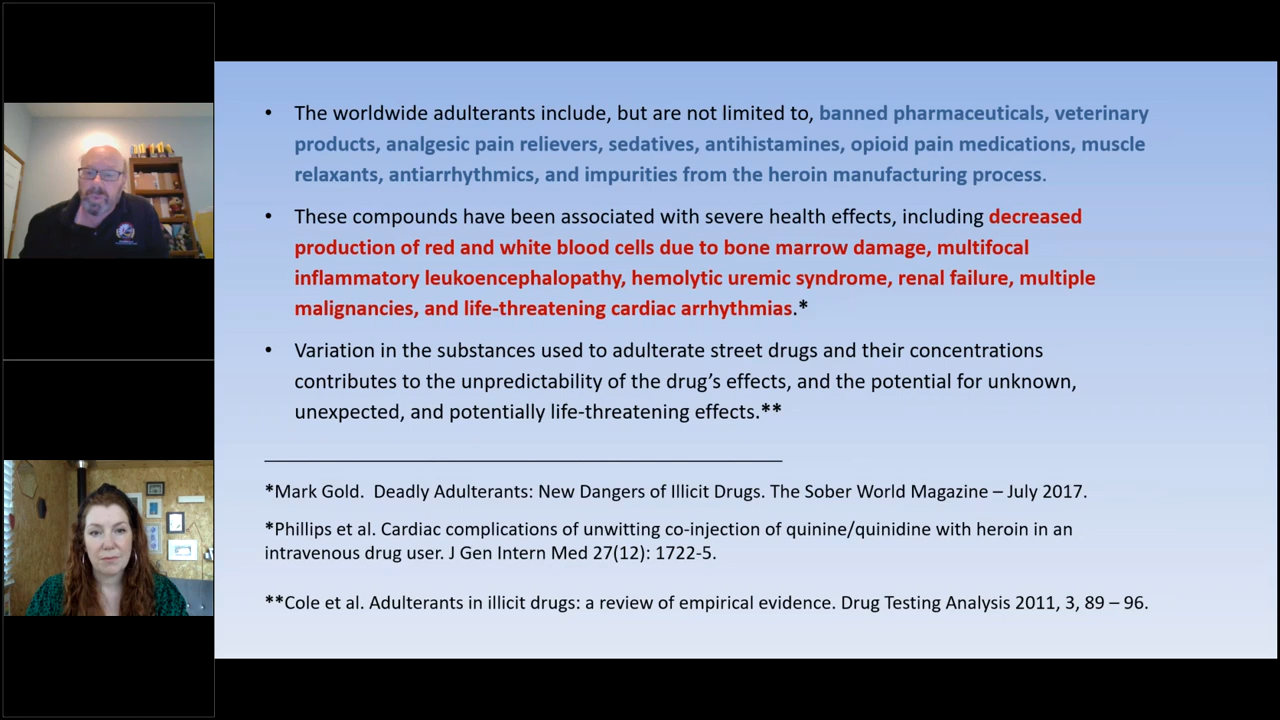 • The worldwide adulterants include, but are not limited to, banned pharmaceuticals, veterinary
products, analgesic pain relievers, sedatives, antihistamines, opioid pain medications, muscle
relaxants, antiarrhythmics, and impurities from the heroin manufacturing process.
• These compounds have been associated with severe health effects, including decreased
production of red and white blood cells due to bone marrow damage, multifocal
inflammatory leukoencephalopathy, hemolytic uremic syndrome, renal failure, multiple
malignancies, and life-threatening cardiac arrhythmias.*
• Variation in the substances used to adulterate street drugs and their concentrations
contributes to the unpredictability of the drug’s effects, and the potential for unknown,
unexpected, and potentially life-threatening effects.**
*Mark Gold.  Deadly Adulterants: New Dangers of Illicit Drugs. The Sober World Magazine – July 2017.
*Phillips et al. Cardiac complications of unwitting co-injection of quinine/quinidine with heroin in an
intravenous drug user. J Gen Intern Med 27(12): 1722-5.
**Cole et al. Adulterants in illicit drugs: a review of empirical evidence. Drug Testing Analysis 2011, 3, 89 – 96.